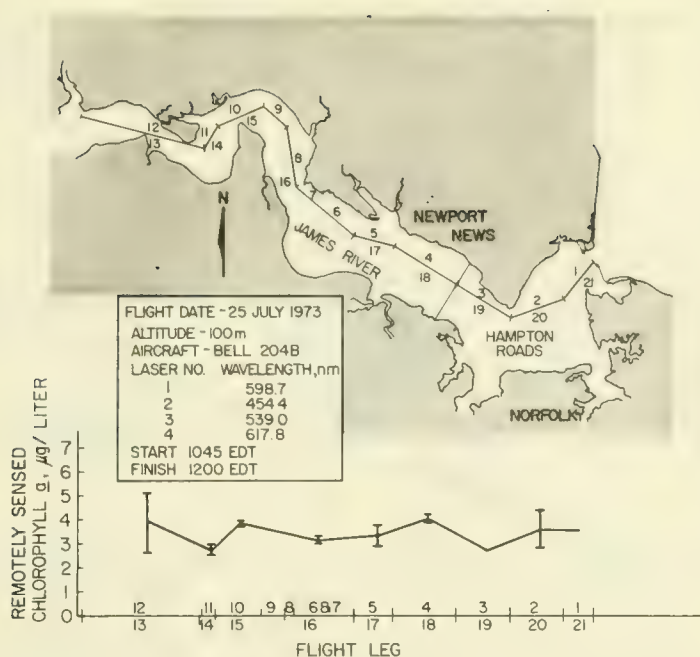 10
9
12
11
15
13
14
8
16
7
6
NEWPORT
NEWS
5
17
4
JAMES RIVER
18
N
3
1
21
2
19
20
HAMPTON
ROADS
NORFOLK
FLIGHT DATE - 25 JULY 1973
ALTITUDE - 100m
AIRCRAFT - BELL 204B
LASER NO. WAVELENGTH, nm
1 598.7
2 454.4
3 539.0
4 617.8
START 1045 EDT
FINISH 1200 EDT
REMOTELY SENSED
CHLOROPHYLL a, µg/ LITER
7
6
5
4
3
2
1
0
12 11 10 9 8 6&7 5 4 3 2 1
13 14 15 16 17 18 19 20 21
FLIGHT LEG